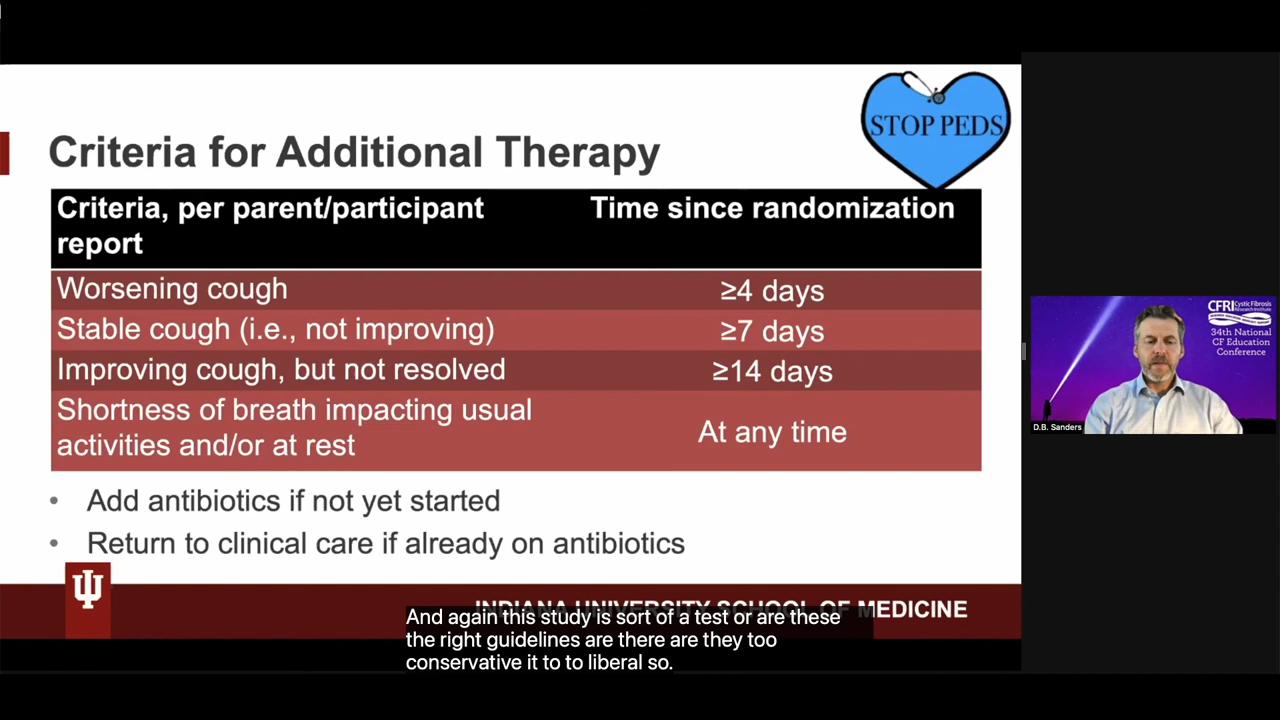 STOP PEDS
Criteria for Additional Therapy
Criteria, per parent/participant
report
Time since randomization
Worsening cough
≥4 days
Stable cough (i.e., not improving)
≥7 days
Improving cough, but not resolved
≥14 days
Shortness of breath impacting usual
activities and/or at rest
At any time
• Add antibiotics if not yet started
• Return to clinical care if already on antibiotics
INDIANA UNIVERSITY SCHOOL OF MEDICINE
And again this study is sort of a test or are these
the right guidelines are there are they too
conservative it to to liberal so.
CFRI Cystic Fibrosis
Research Institute
34th National
CF Education
Conference
D.B. Sanders